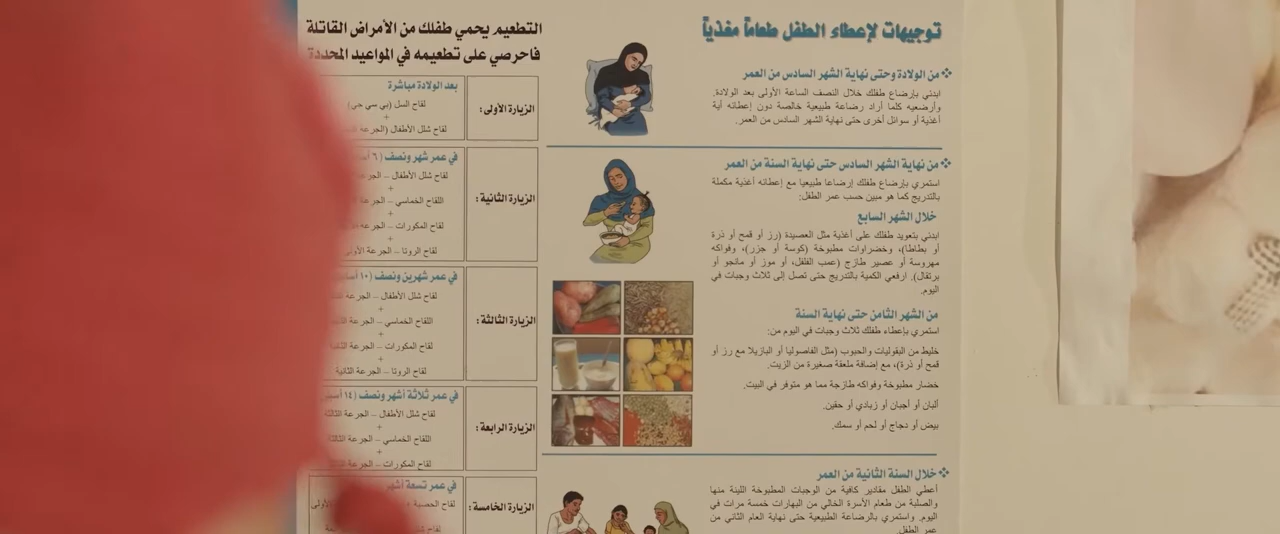 توجيهات لإعطاء الطفل طعاماً مغذياً
❖ من الولادة وحتى نهاية الشهر السادس من العمر
ابدئي بإرضاع طفلك خلال النصف الساعة الأولى بعد الولادة.
وأرضعيه كلما أراد رضاعة طبيعية خالصة دون إعطائه أية
أغذية أو سوائل أخرى حتى نهاية الشهر السادس من العمر.
❖ من نهاية الشهر السادس حتى نهاية السنة من العمر
استمري بإرضاع طفلك إرضاعا طبيعيا مع إعطائه أغذية مكملة
بالتدريج كما هو مبين حسب عمر الطفل:
خلال الشهر السابع
ابدئي بتعويد طفلك على أغذية مثل العصيدة (رز أو قمح أو ذرة
أو بطاطا)، وخضراوات مطبوخة (كوسة أو جزر)، وفواكه
مهروسة أو عصير طازج (عمب الفلفل، أو موز أو مانجو أو
برتقال). ارفعي الكمية بالتدريج حتى تصل إلى ثلاث وجبات في
اليوم.
من الشهر الثامن حتى نهاية السنة
استمري بإعطاء طفلك ثلاث وجبات في اليوم من:
خليط من البقوليات والحبوب (مثل الفاصوليا أو البازيلا مع رز أو
قمح أو ذرة)، مع إضافة ملعقة صغيرة من الزيت.
خضار مطبوخة وفواكه طازجة مما هو متوفر في البيت.
ألبان أو أجبان أو زبادي أو حقين.
بيض أو دجاج أو لحم أو سمك.
❖ خلال السنة الثانية من العمر
أعطي الطفل مقادير كافية من الوجبات المطبوخة اللينة منها
والصلبة من طعام الأسرة الخالي من البهارات خمسة مرات في
اليوم. واستمري بالرضاعة الطبيعية حتى نهاية العام الثاني من
عمر الطفل.
التطعيم يحمي طفلك من الأمراض القاتلة
فاحرصي على تطعيمه في المواعيد المحددة
الزيارة الأولى:
بعد الولادة مباشرة
لقاح السل (بي سي جي)
+
لقاح شلل الأطفال (الجرعة
الزيارة الثانية:
في عمر شهر ونصف (٦
لقاح شلل الأطفال – الجرعة
+
اللقاح الخماسي – الجرعة
+
لقاح المكورات – الجرعة
+
لقاح الروتا – الجرعة الأولى
الزيارة الثالثة:
في عمر شهرين ونصف (١٠
لقاح شلل الأطفال – الجرعة
+
اللقاح الخماسي – الجرعة
+
لقاح المكورات – الجرعة الثانية
+
لقاح الروتا – الجرعة الثانية
الزيارة الرابعة:
في عمر ثلاثة أشهر ونصف (١٤
لقاح شلل الأطفال – الجرعة الثالثة
+
اللقاح الخماسي – الجرعة الثالثة
+
لقاح المكورات – الجرعة الثالثة
الزيارة الخامسة:
في عمر تسعة أشهر
لقاح الحصبة
+